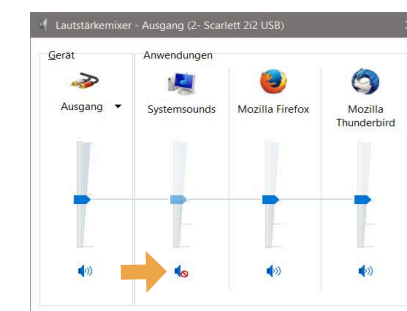 Lautstärkemixer - Ausgang (2- Scarlett 2i2 USB)
Gerät
Anwendungen
Ausgang
Systemsounds
Mozilla Firefox
Mozilla
Thunderbird